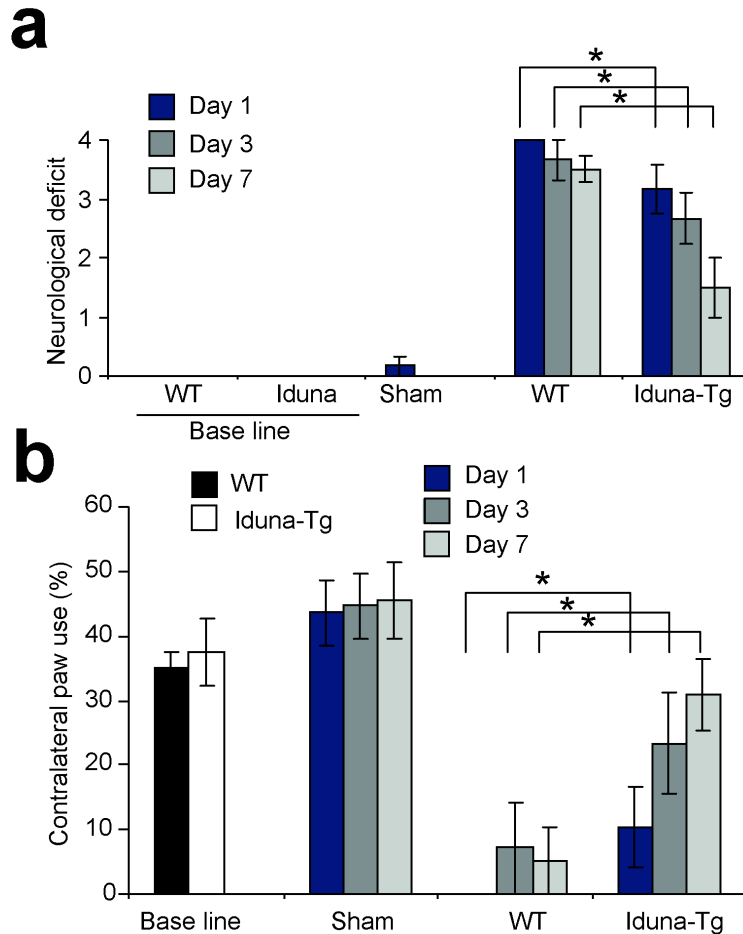 a
Day 1
Day 3
Day 7
* * *
Neurological deficit
4
3
2
1
0
WT Iduna Sham WT Iduna-Tg
Base line
b
WT
Iduna-Tg
Day 1
Day 3
Day 7
* * *
Contralateral paw use (%)
60
50
40
30
20
10
0
Base line Sham WT Iduna-Tg